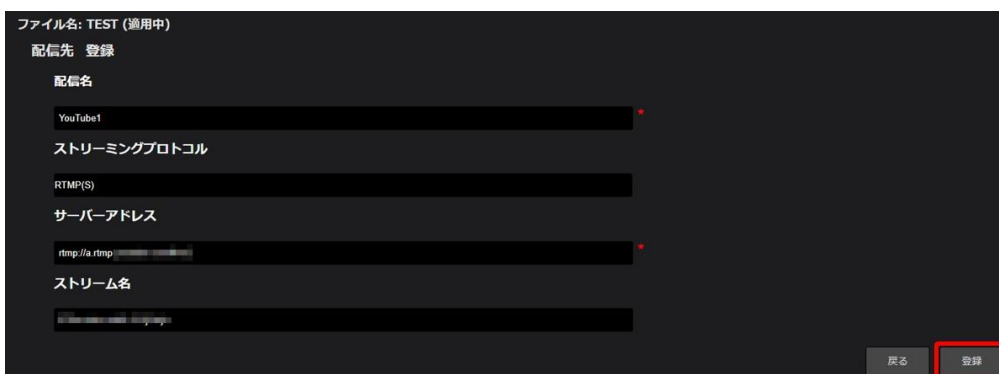 ファイル名: TEST (適用中)
配信先 登録
配信名
YouTube1
*
ストリーミングプロトコル
RTMP(S)
サーバーアドレス
rtmp://a.rtmp
*
ストリーム名
戻る 登録